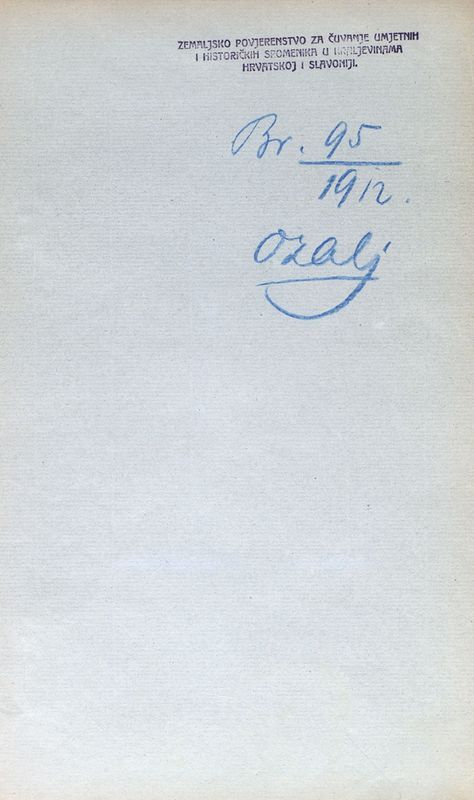 ZEMALJSKO POVJERENSTVO ZA ČUVANJE UMJETNIH
I HISTORIČKIH SPOMENIKA U KRALJEVINAMA
HRVATSKOJ I SLAVONIJI.
Br. 95
1912.
Ozalj